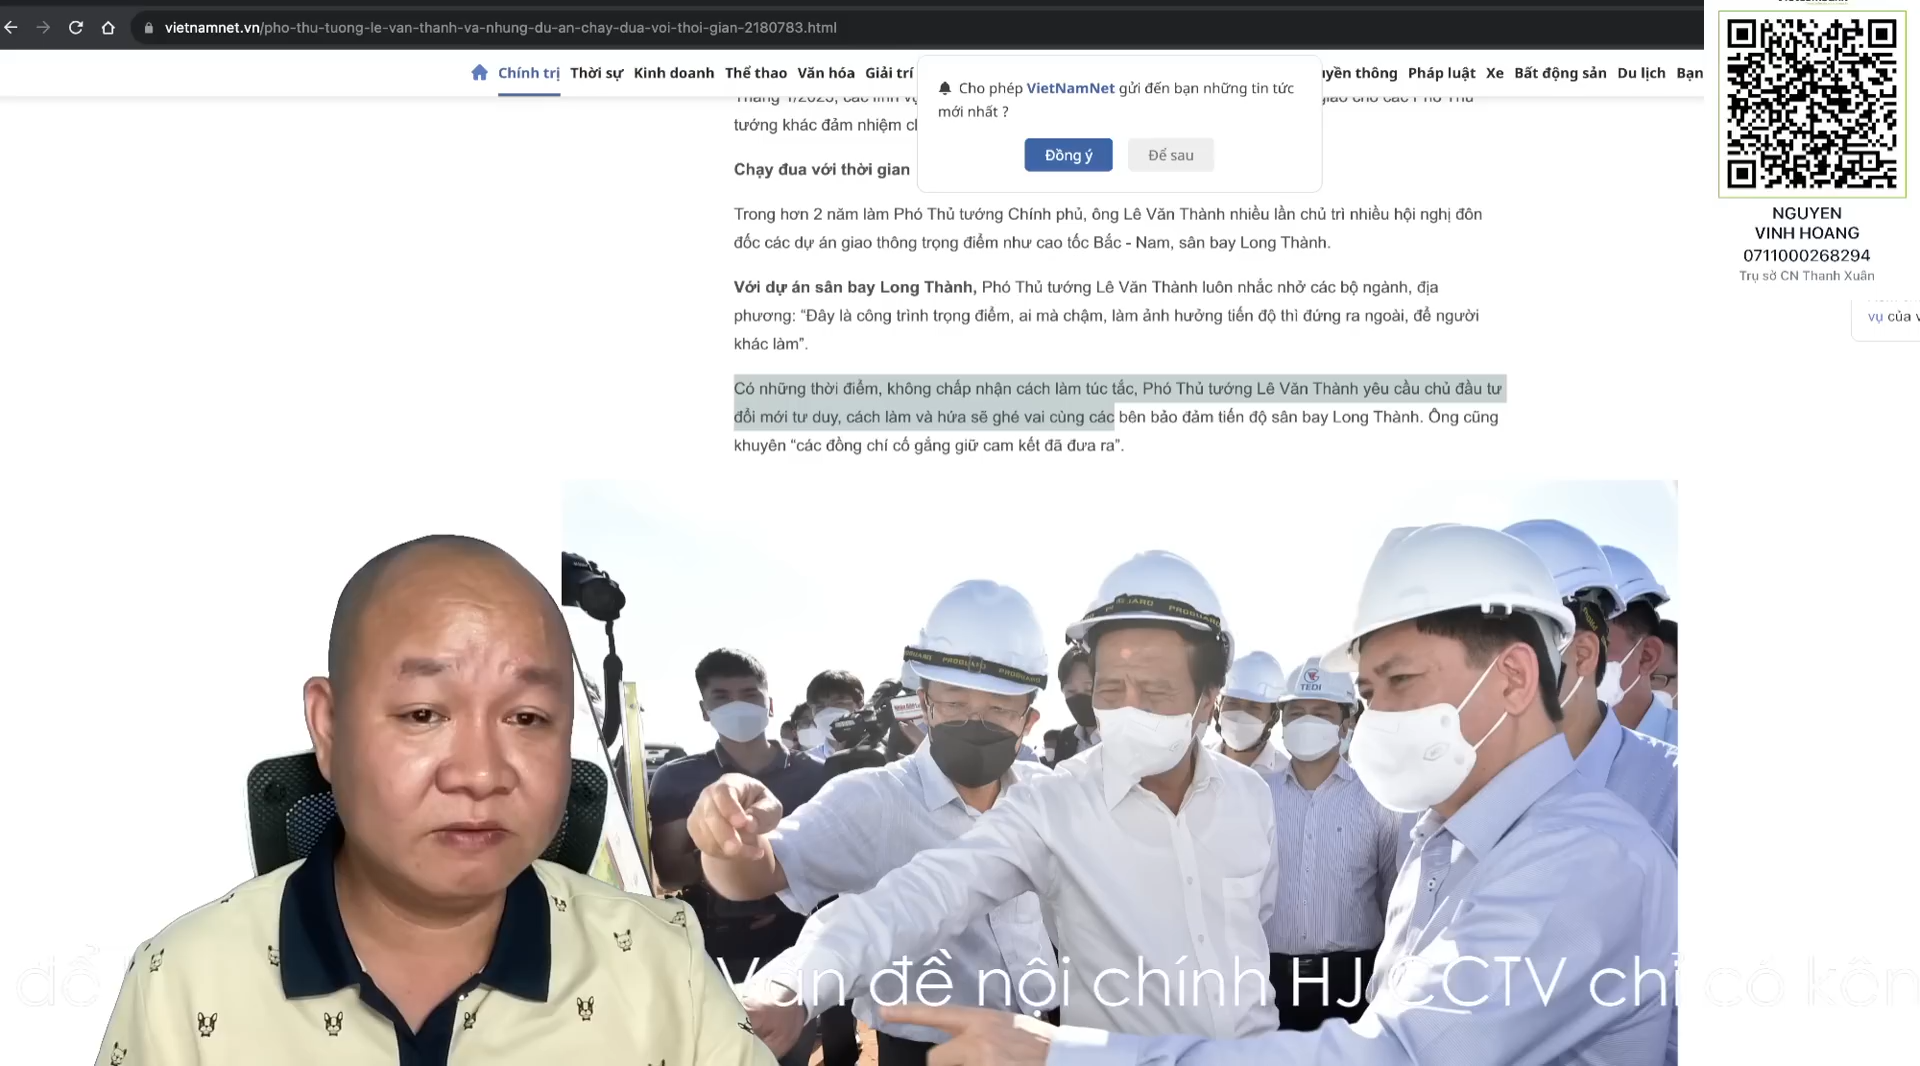 vietnamnet.vn/pho-thu-tuong-le-van-thanh-va-nhung-du-an-chay-dua-voi-thoi-gian-2180783.html
Chính trị Thời sự Kinh doanh Thể thao Văn hóa Giải trí
Pháp luật Xe Bất động sản Du lịch Bạn
Cho phép VietNamNet gửi đến bạn những tin tức
mới nhất ?
Đồng ý
Để sau
tướng khác đảm nhiệm
Chạy đua với thời gian
Trong hơn 2 năm làm Phó Thủ tướng Chính phủ, ông Lê Văn Thành nhiều lần chủ trì nhiều hội nghị đôn
đốc các dự án giao thông trọng điểm như cao tốc Bắc - Nam, sân bay Long Thành.
Với dự án sân bay Long Thành, Phó Thủ tướng Lê Văn Thành luôn nhắc nhở các bộ ngành, địa
phương: “Đây là công trình trọng điểm, ai mà chậm, làm ảnh hưởng tiến độ thì đứng ra ngoài, để người
khác làm”.
Có những thời điểm, không chấp nhận cách làm túc tắc, Phó Thủ tướng Lê Văn Thành yêu cầu chủ đầu tư
đổi mới tư duy, cách làm và hứa sẽ ghé vai cùng các bên bảo đảm tiến độ sân bay Long Thành. Ông cũng
khuyên “các đồng chí cố gắng giữ cam kết đã đưa ra”.
NGUYEN
VINH HOANG
0711000268294
Trụ sở CN Thanh Xuân
vụ của
PROGUARD
PROGUARD
PROGUARD
TEDI
Vấn đề nội chính HJ CCTV chỉ có